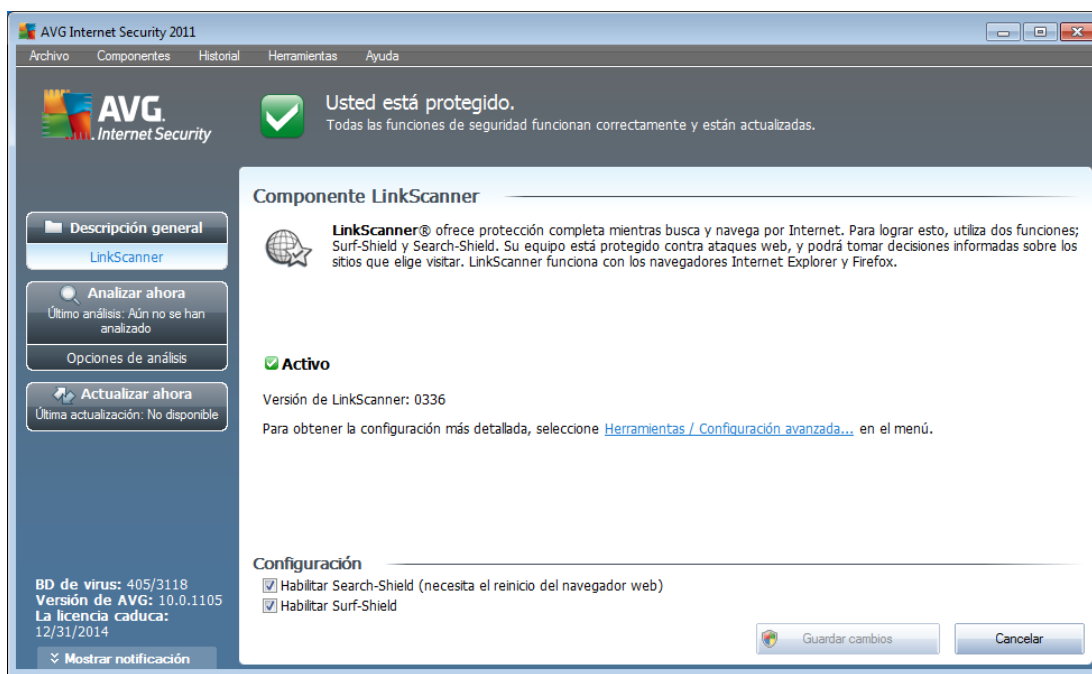 AVG Internet Security 2011
Archivo Componentes Historial Herramientas Ayuda
AVG.
Internet Security
Usted está protegido.
Todas las funciones de seguridad funcionan correctamente y están actualizadas.
Descripción general
LinkScanner
Analizar ahora
Último análisis: Aún no se han
analizado
Opciones de análisis
Actualizar ahora
Última actualización: No disponible
BD de virus: 405/3118
Versión de AVG: 10.0.1105
La licencia caduca:
12/31/2014
Mostrar notificación
Componente LinkScanner
LinkScanner® ofrece protección completa mientras busca y navega por Internet. Para lograr esto, utiliza dos funciones;
Surf-Shield y Search-Shield. Su equipo está protegido contra ataques web, y podrá tomar decisiones informadas sobre los
sitios que elige visitar. LinkScanner funciona con los navegadores Internet Explorer y Firefox.
Activo
Versión de LinkScanner: 0336
Para obtener la configuración más detallada, seleccione Herramientas / Configuración avanzada... en el menú.
Configuración
Habilitar Search-Shield (necesita el reinicio del navegador web)
Habilitar Surf-Shield
Guardar cambios
Cancelar